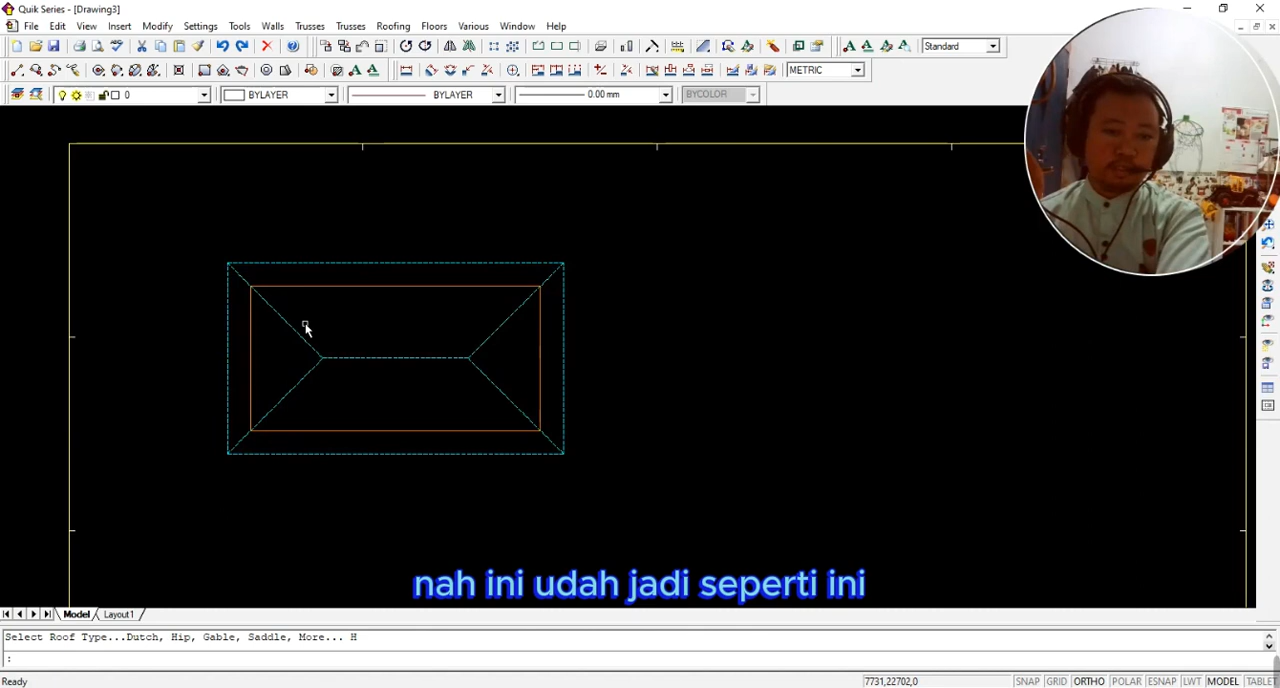 Quik Series - [Drawing3]
File Edit View Insert Modify Settings Tools Walls Trusses Trusses Roofing Floors Various Window Help
Standard
METRIC
0 BYLAYER BYLAYER 0.00 mm BYCOLOR
nah ini udah jadi seperti ini
Model Layout1
Select Roof Type...Dutch, Hip, Gable, Saddle, More... H
:
Ready 7731,22702,0 SNAP GRID ORTHO POLAR ESNAP LWT MODEL TABLET